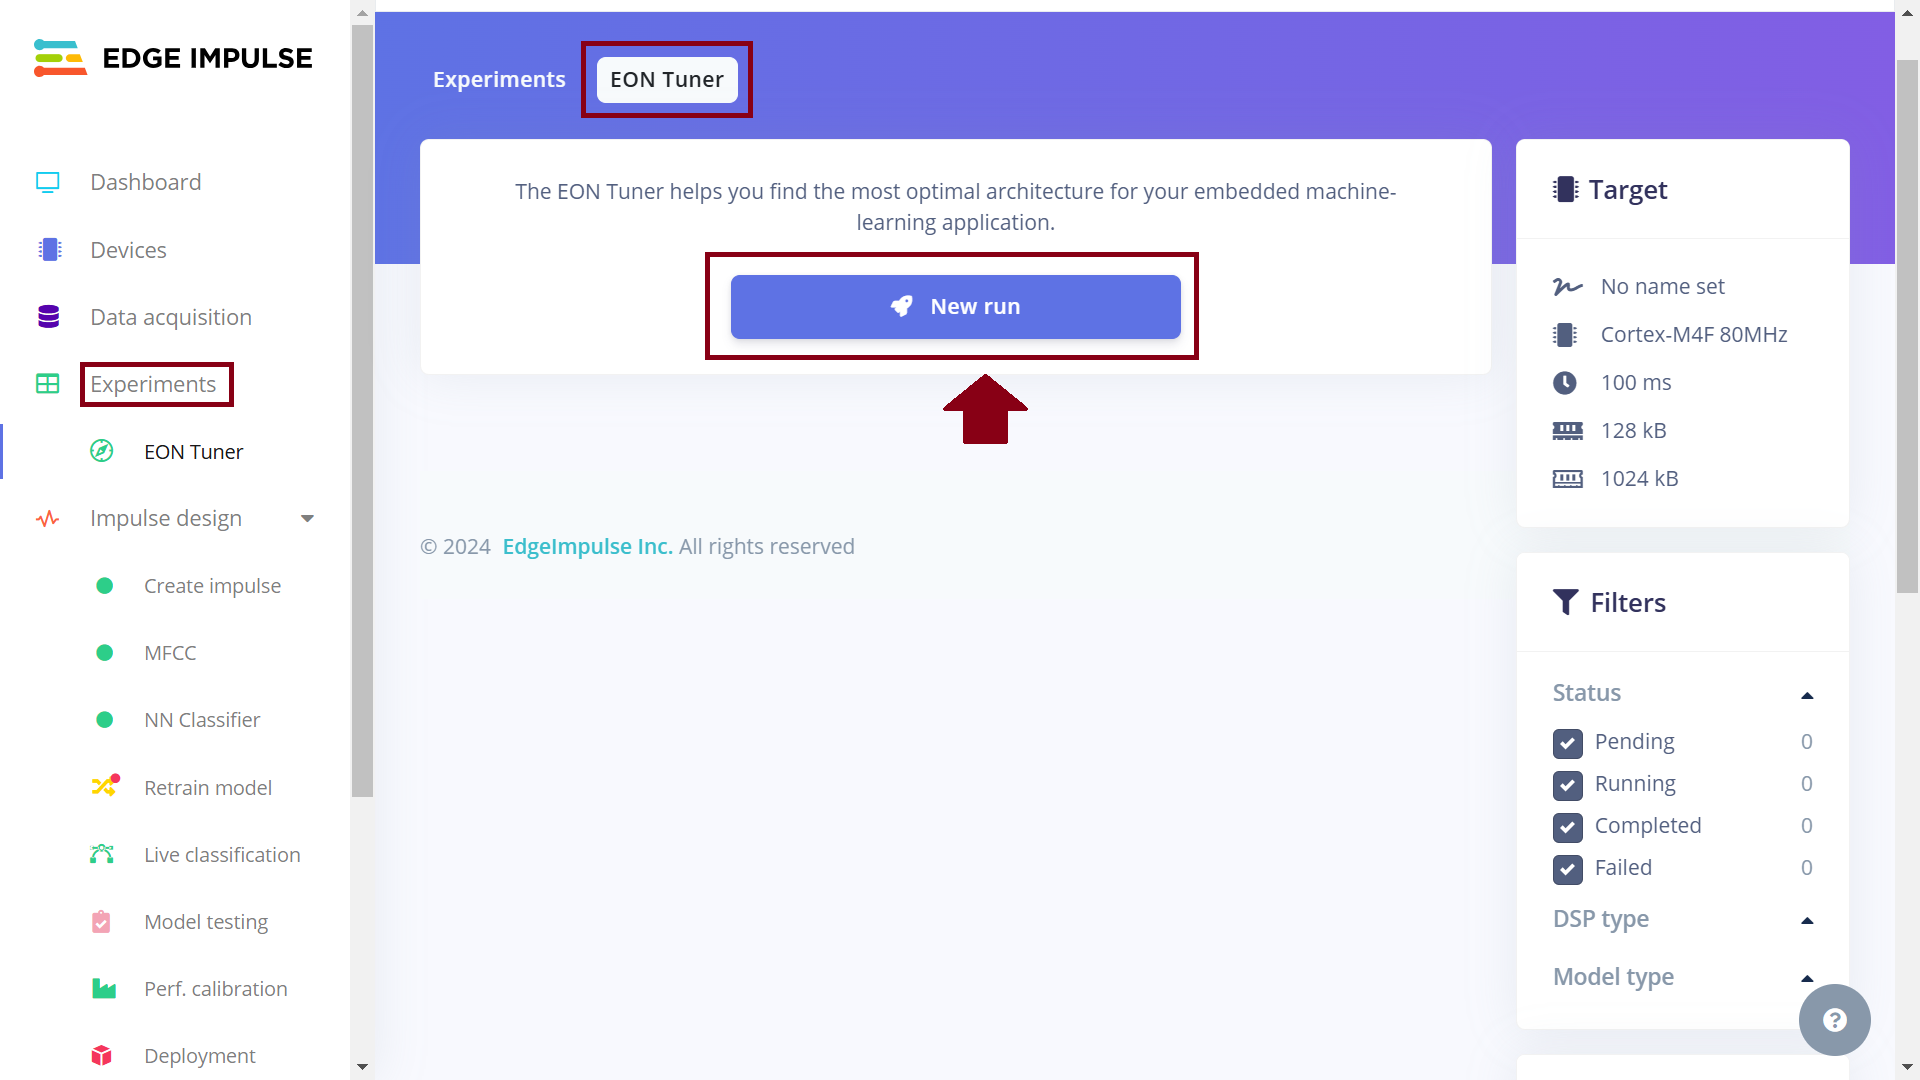 EDGE IMPULSE
Dashboard
Devices
Data acquisition
Experiments
EON Tuner
Impulse design
Create impulse
MFCC
NN Classifier
Retrain model
Live classification
Model testing
Perf. calibration
Deployment
Experiments
EON Tuner
The EON Tuner helps you find the most optimal architecture for your embedded machine-
learning application.
New run
© 2024 EdgeImpulse Inc. All rights reserved
Target
No name set
Cortex-M4F 80MHz
100 ms
128 kB
1024 kB
Filters
Status
Pending 0
Running 0
Completed 0
Failed 0
DSP type
Model type
?